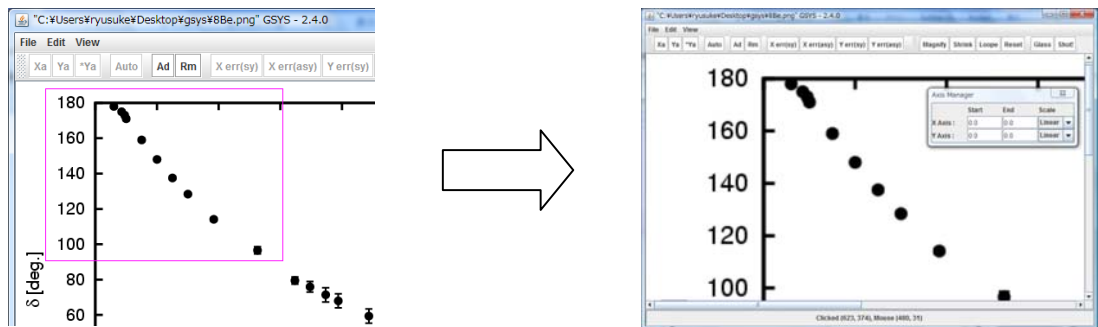 "C:¥Users¥ryusuke¥Desktop¥gsys¥8Be.png" GSYS - 2.4.0
File Edit View
Xa Ya *Ya Auto Ad Rm X err(sy) X err(asy) Y err(sy)
180
160
140
120
100
80
60
δ [deg.]
"C:¥Users¥ryusuke¥Desktop¥gsys¥8Be.png" GSYS - 2.4.0
File Edit View
Xa Ya *Ya Auto Ad Rm X err(sy) X err(asy) Y err(sy) Y err(asy) Magnify Shrink Loupe Reset Glass Shot!
180
160
140
120
100
Axis Manager
Start End Scale
X Axis : 0.0 0.0 Linear
Y Axis : 0.0 0.0 Linear
Clicked (623, 374), Mouse (400, 31)